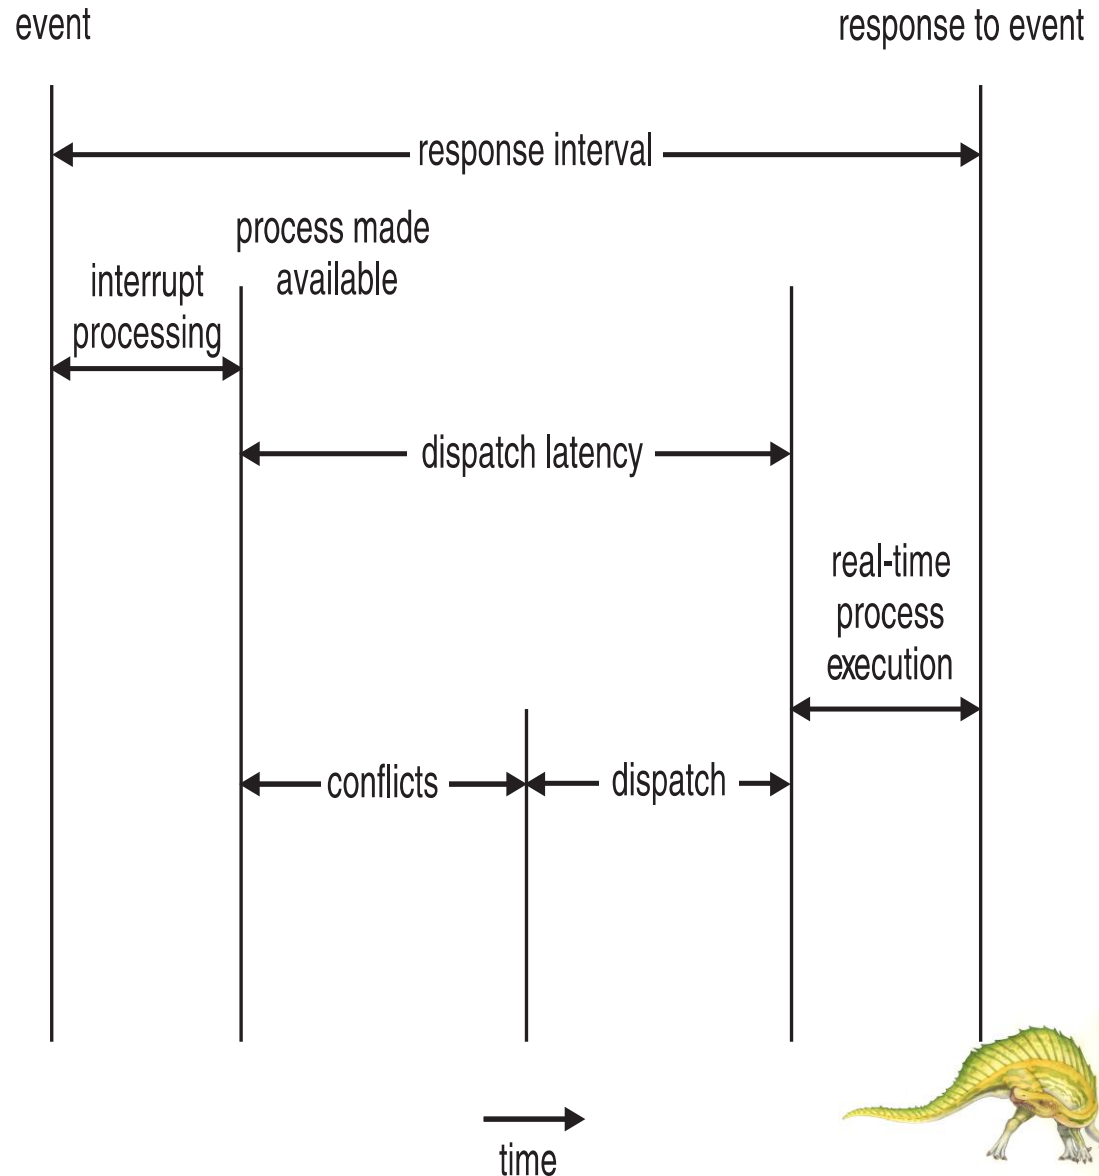 event
response to event
response interval
process made
available
interrupt
processing
dispatch latency
real-time
process
execution
conflicts
dispatch
time